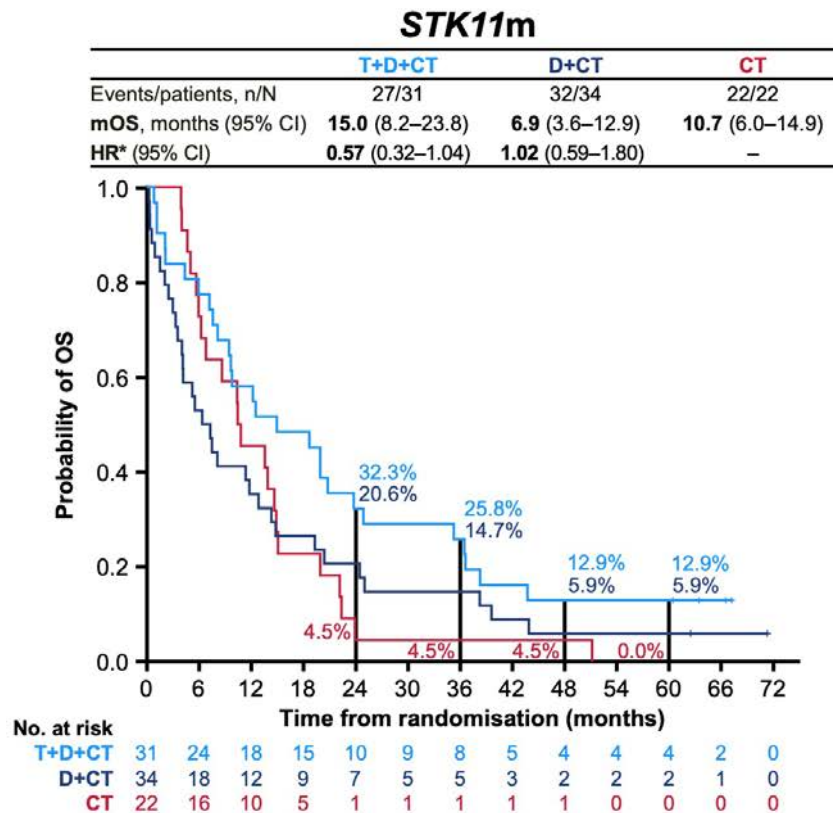 STK11m
T+D+CT D+CT CT
Events/patients, n/N 27/31 32/34 22/22
mOS, months (95% CI) 15.0 (8.2–23.8) 6.9 (3.6–12.9) 10.7 (6.0–14.9)
HR* (95% CI) 0.57 (0.32–1.04) 1.02 (0.59–1.80) –
Probability of OS
1.0
0.8
0.6
0.4
0.2
0.0
32.3%
20.6%
25.8%
14.7%
12.9%
5.9%
12.9%
5.9%
4.5%
4.5%
4.5%
0.0%
0 6 12 18 24 30 36 42 48 54 60 66 72
Time from randomisation (months)
No. at risk
T+D+CT 31 24 18 15 10 9 8 5 4 4 4 2 0
D+CT 34 18 12 9 7 5 5 3 2 2 2 1 0
CT 22 16 10 5 1 1 1 1 1 0 0 0 0